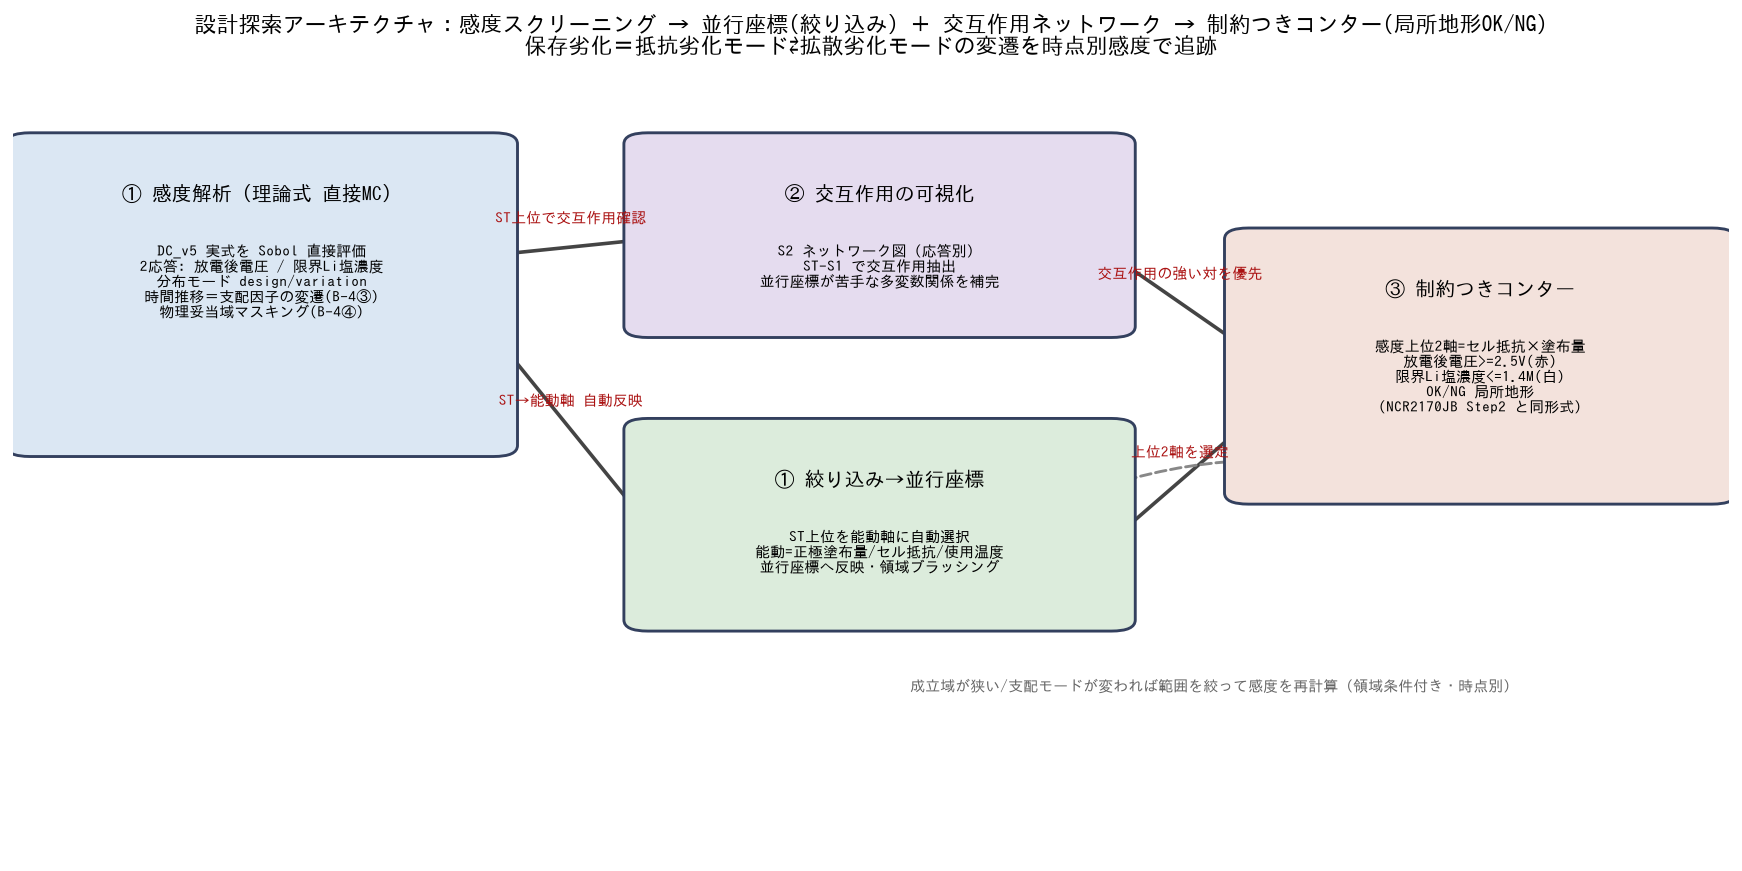 設計探索アーキテクチャ：感度スクリーニング → 並行座標(絞り込み) ＋ 交互作用ネットワーク → 制約つきコンター(局所地形OK/NG)
保存劣化＝抵抗劣化モード⇄拡散劣化モードの変遷を時点別感度で追跡
① 感度解析 (理論式 直接MC)
DC_v5 実式を Sobol 直接評価
2応答: 放電後電圧 / 限界Li塩濃度
分布モード design/variation
時間推移＝支配因子の変遷(B-4③)
物理妥当域マスキング(B-4④)
ST上位で交互作用確認
ST→能動軸 自動反映
② 交互作用の可視化
S2 ネットワーク図 (応答別)
ST-S1 で交互作用抽出
並行座標が苦手な多変数関係を補完
① 絞り込み→並行座標
ST上位を能動軸に自動選択
能動=正極塗布量/セル抵抗/使用温度
並行座標へ反映・領域ブラッシング
交互作用の強い対を優先
上位2軸を選定
③ 制約つきコンター
感度上位2軸=セル抵抗×塗布量
放電後電圧>=2.5V(赤)
限界Li塩濃度<=1.4M(白)
OK/NG 局所地形
(NCR2170JB Step2 と同形式)
成立域が狭い/支配モードが変われば範囲を絞って感度を再計算 (領域条件付き・時点別)